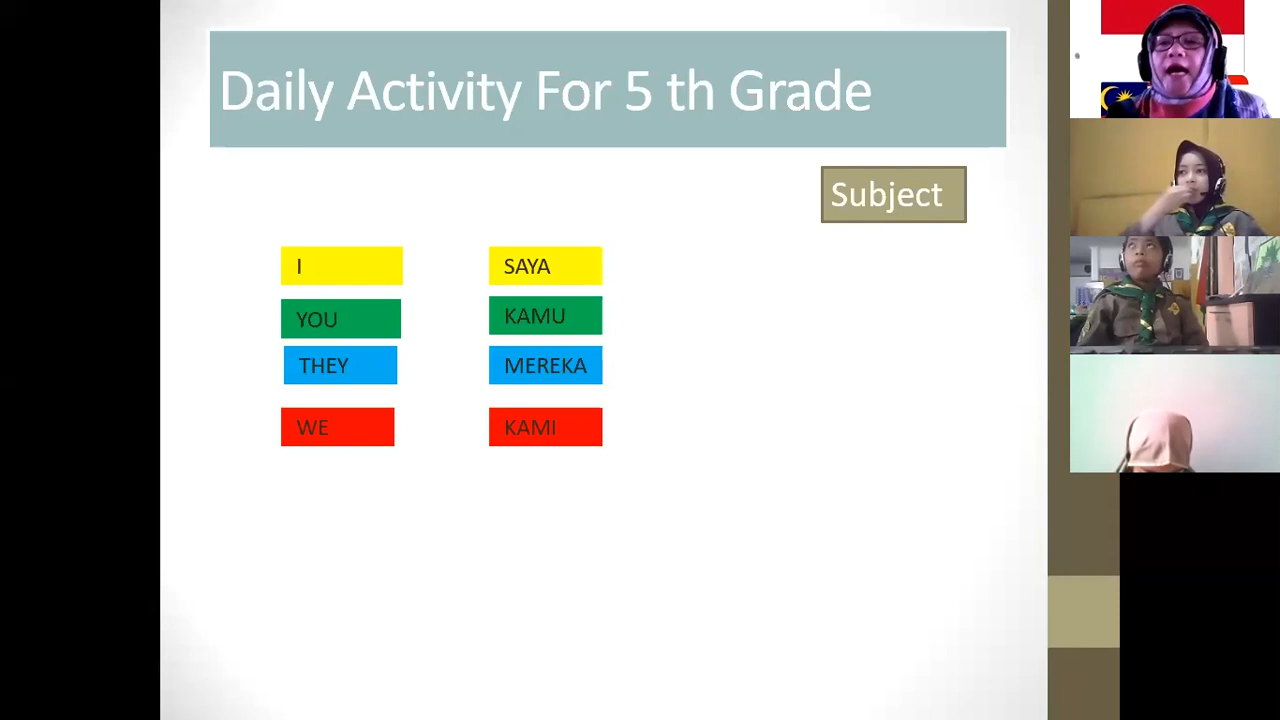 Daily Activity For 5 th Grade
Subject
I SAYA
YOU KAMU
THEY MEREKA
WE KAMI